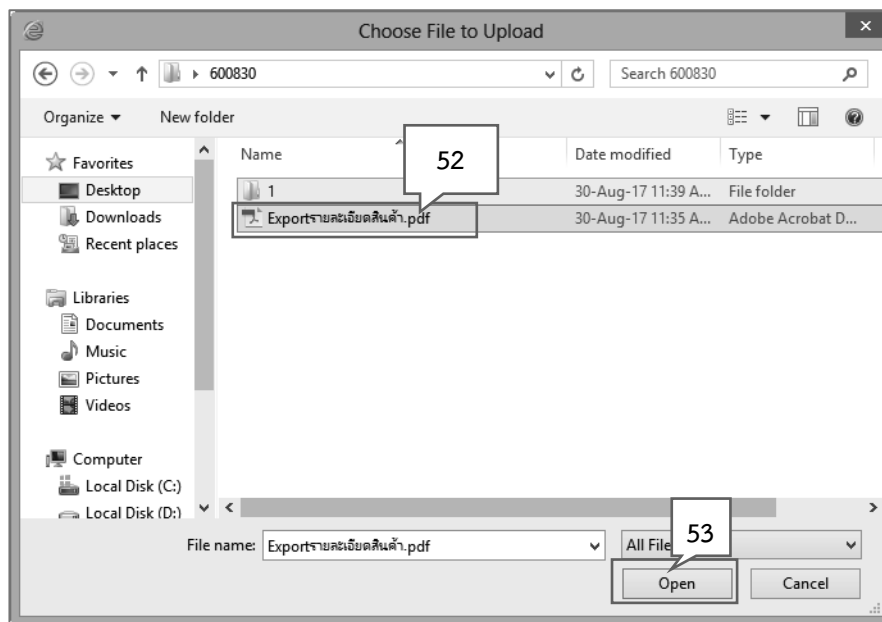 Choose File to Upload
600830
Search 600830
Organize New folder
52
Name Date modified Type
Favorites
Desktop
Downloads
Recent places
Libraries
Documents
Music
Pictures
Videos
Computer
Local Disk (C:)
Local Disk (D:)
1 30-Aug-17 11:39 A... File folder
Exportรายละเอียดสินค้า.pdf 30-Aug-17 11:35 A... Adobe Acrobat D...
53
File name: Exportรายละเอียดสินค้า.pdf All File
Open Cancel